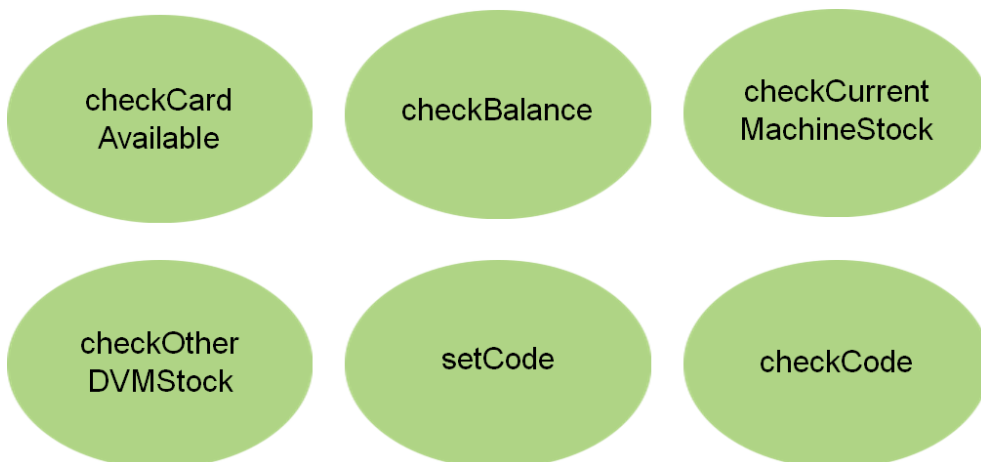 checkCard
Available
checkBalance
checkCurrent
MachineStock
checkOther
DVMStock
setCode
checkCode